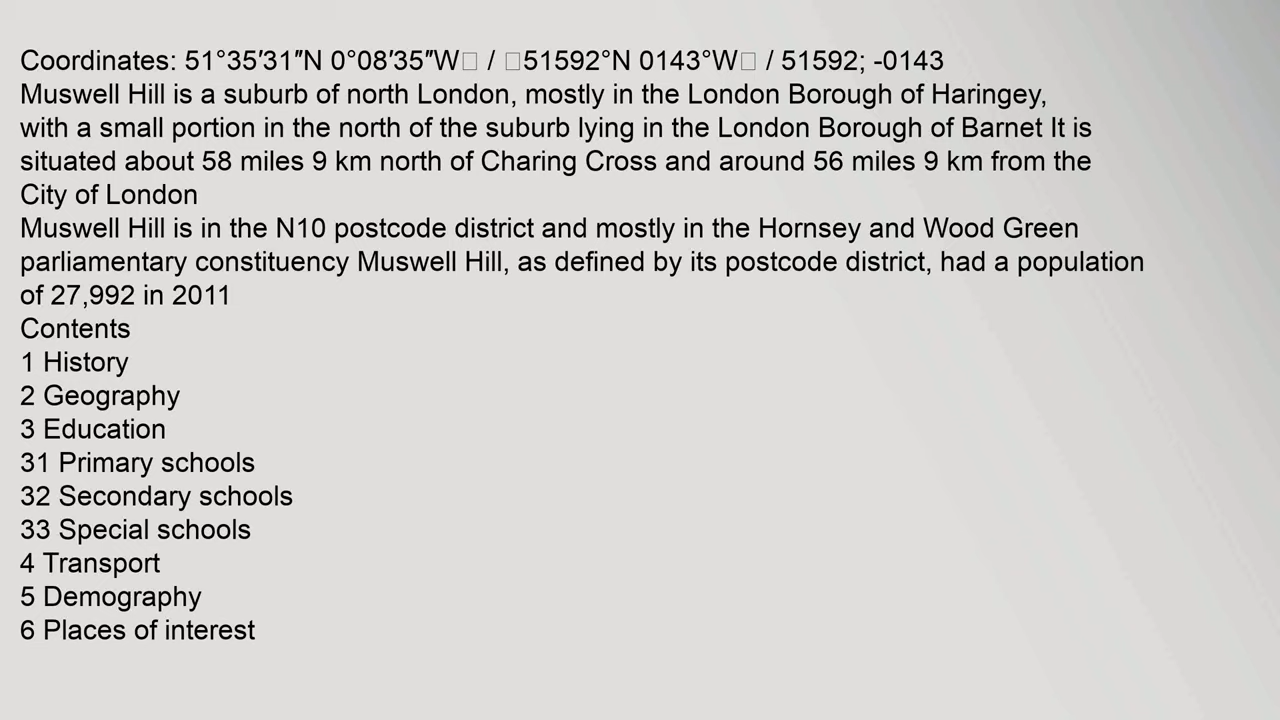 Coordinates: 51°35′31″N 0°08′35″W□ / □51592°N 0143°W□ / 51592; -0143
Muswell Hill is a suburb of north London, mostly in the London Borough of Haringey,
with a small portion in the north of the suburb lying in the London Borough of Barnet It is
situated about 58 miles 9 km north of Charing Cross and around 56 miles 9 km from the
City of London
Muswell Hill is in the N10 postcode district and mostly in the Hornsey and Wood Green
parliamentary constituency Muswell Hill, as defined by its postcode district, had a population
of 27,992 in 2011
Contents
1 History
2 Geography
3 Education
31 Primary schools
32 Secondary schools
33 Special schools
4 Transport
5 Demography
6 Places of interest